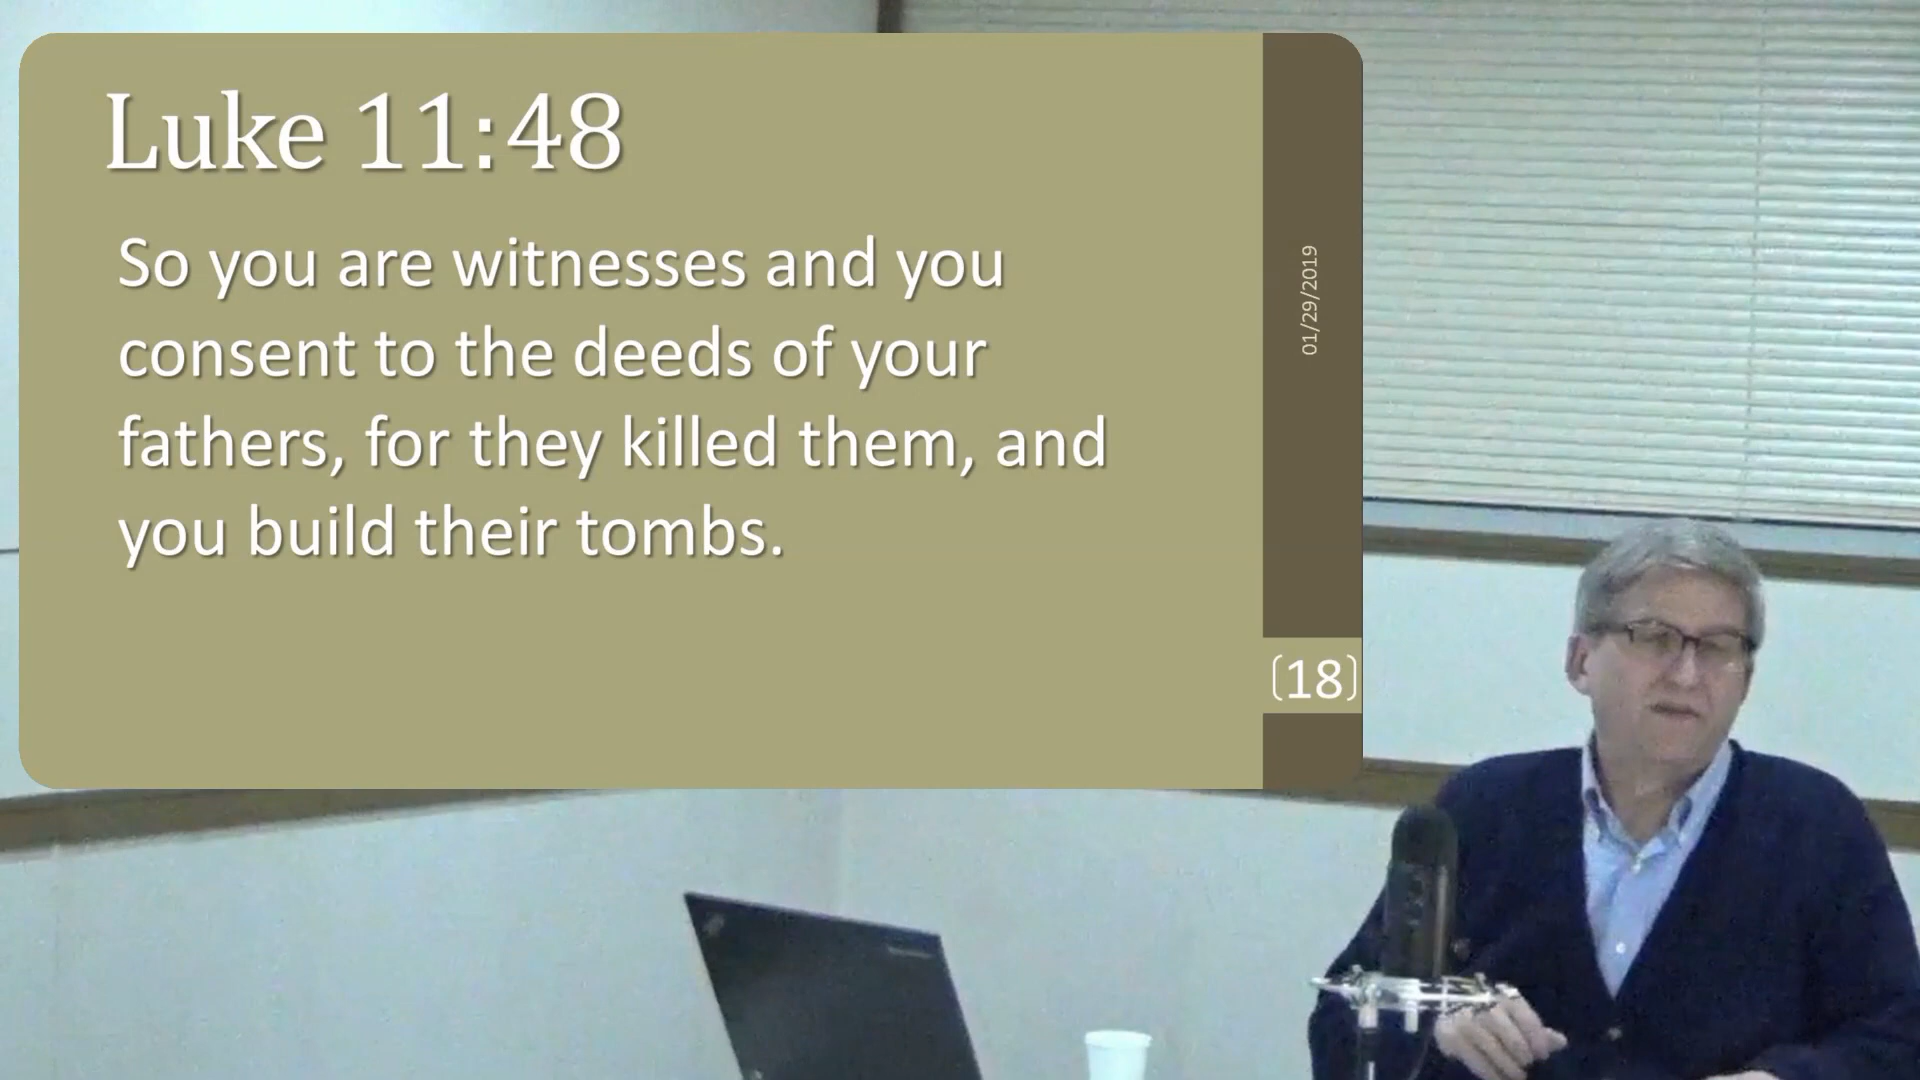 Luke 11:48
So you are witnesses and you
consent to the deeds of your
fathers, for they killed them, and
you build their tombs.
01/29/2019
(18)